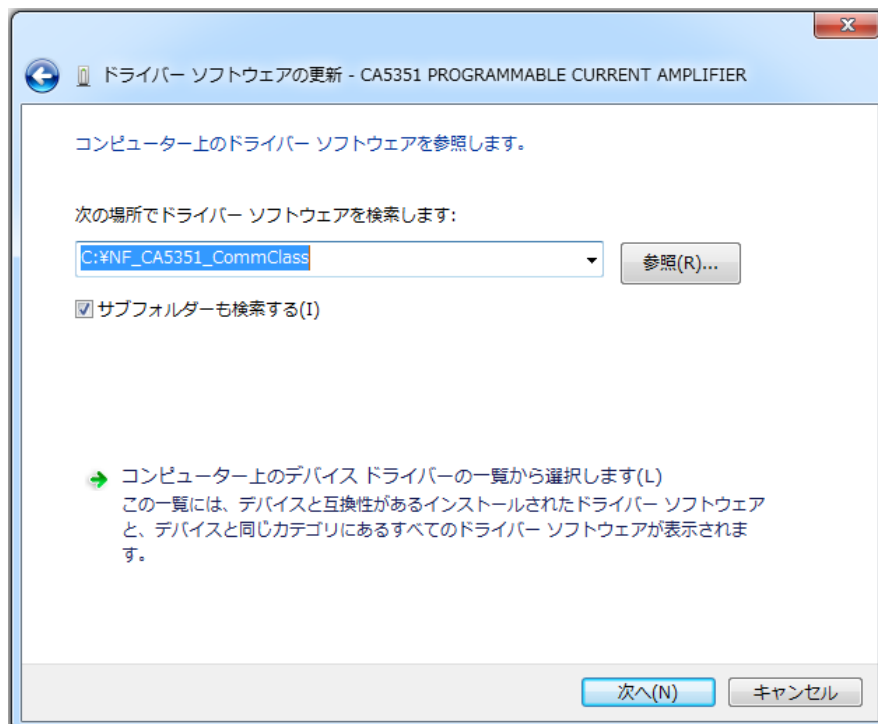 ドライバー ソフトウェアの更新 - CA5351 PROGRAMMABLE CURRENT AMPLIFIER
コンピューター上のドライバー ソフトウェアを参照します。
次の場所でドライバー ソフトウェアを検索します:
C:¥NF_CA5351_CommClass
参照(R)...
サブフォルダーも検索する(I)
コンピューター上のデバイス ドライバーの一覧から選択します(L)
この一覧には、デバイスと互換性があるインストールされたドライバー ソフトウェア
と、デバイスと同じカテゴリにあるすべてのドライバー ソフトウェアが表示されま
す。
次へ(N)
キャンセル